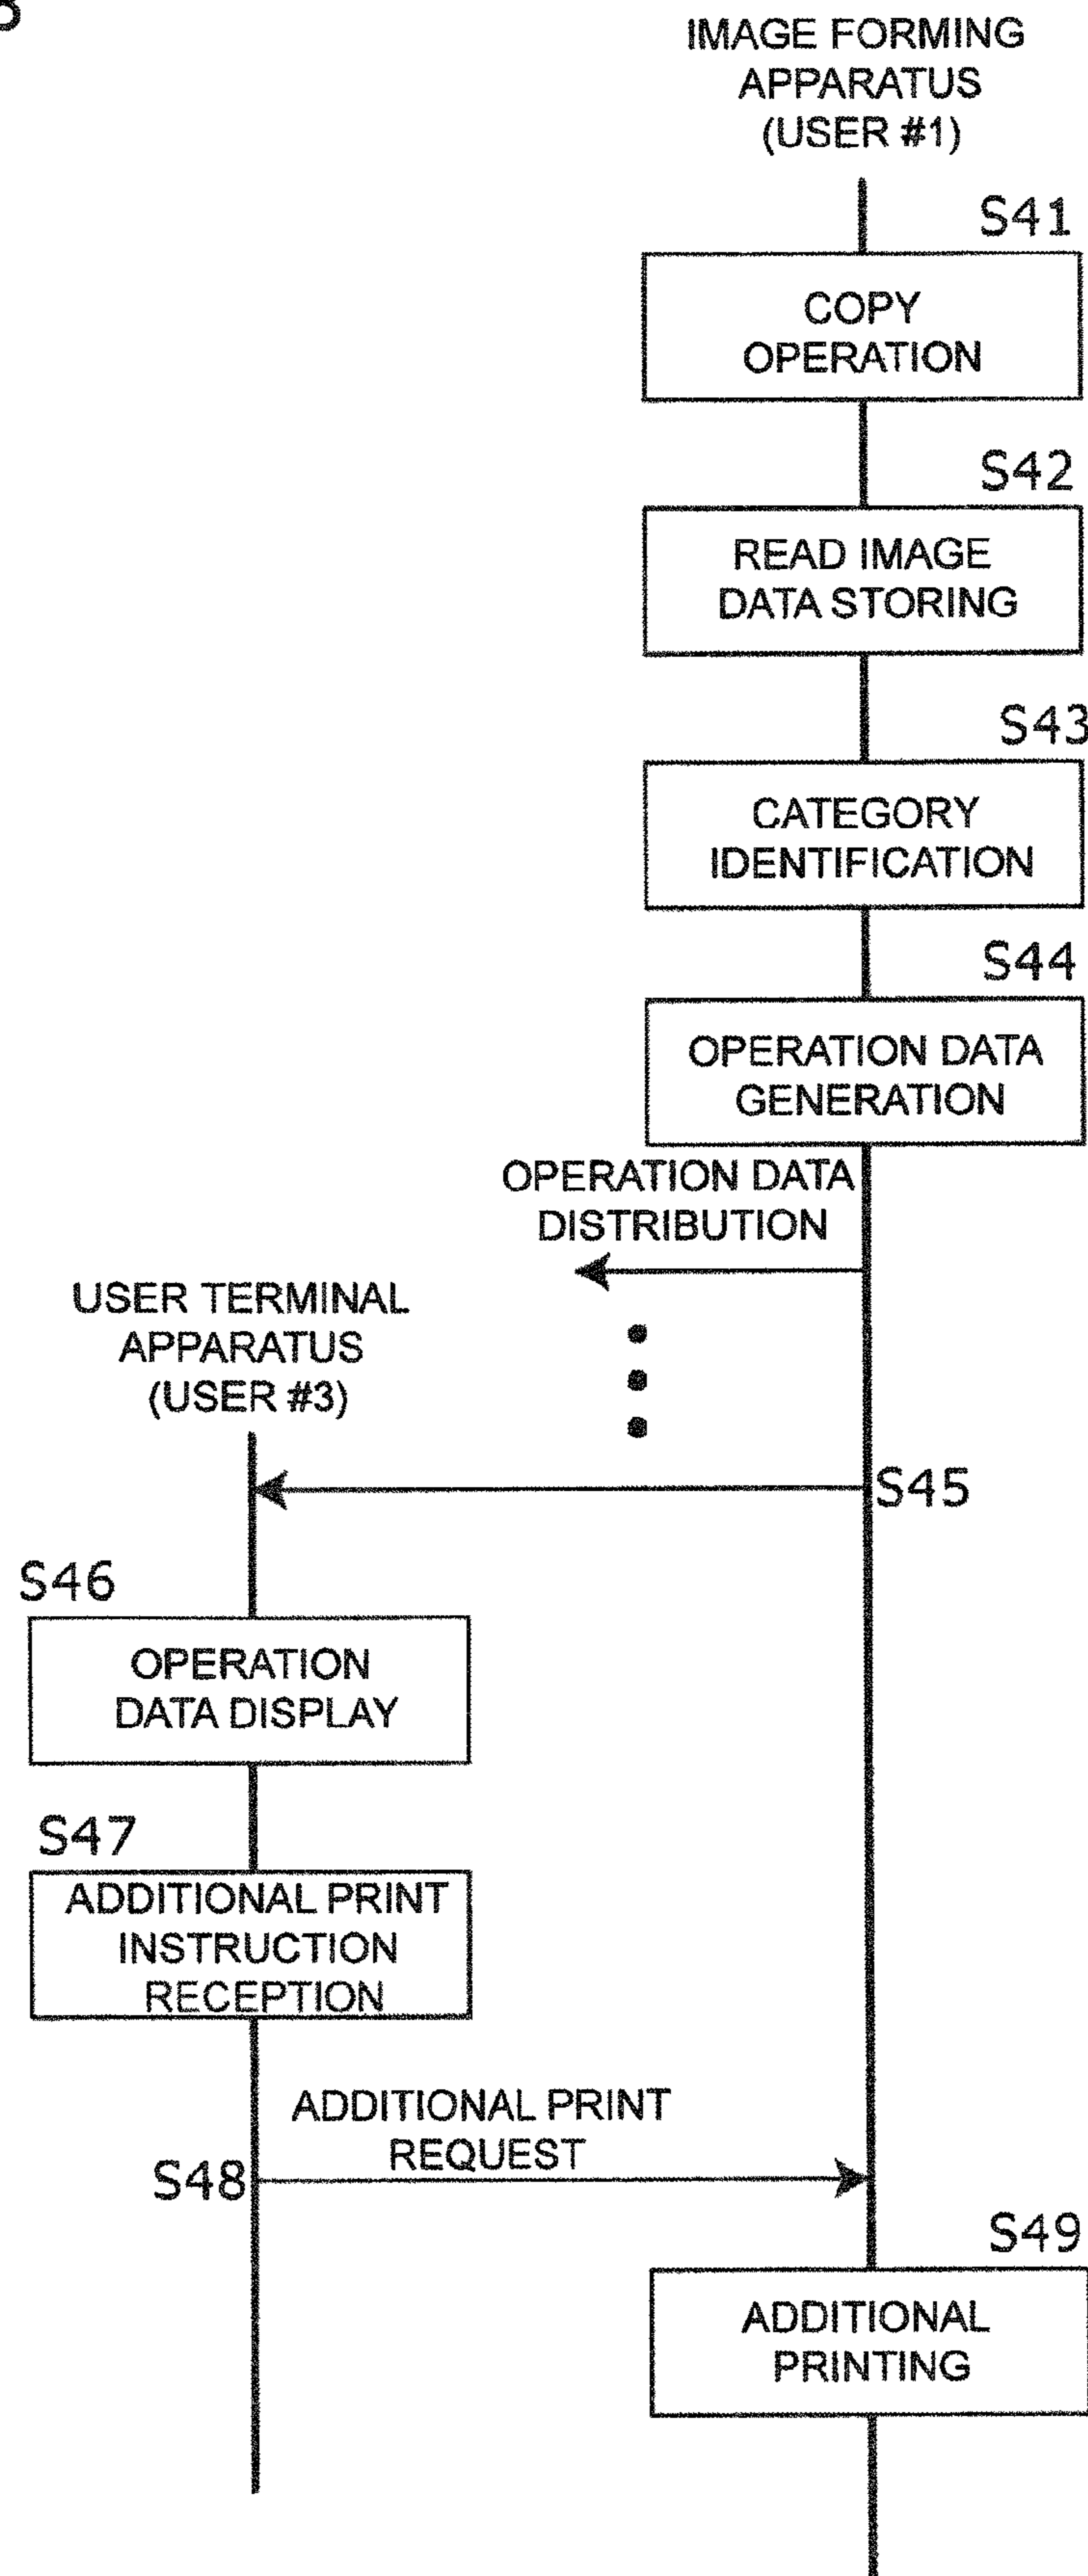 IMAGE FORMING
APPARATUS
(USER #1)
S41
COPY
OPERATION
S42
READ IMAGE
DATA STORING
S43
CATEGORY
IDENTIFICATION
S44
OPERATION DATA
GENERATION
OPERATION DATA
DISTRIBUTION
USER TERMINAL
APPARATUS
(USER #3)
S45
S46
OPERATION
DATA DISPLAY
S47
ADDITIONAL PRINT
INSTRUCTION
RECEPTION
ADDITIONAL PRINT
REQUEST
S48
S49
ADDITIONAL
PRINTING